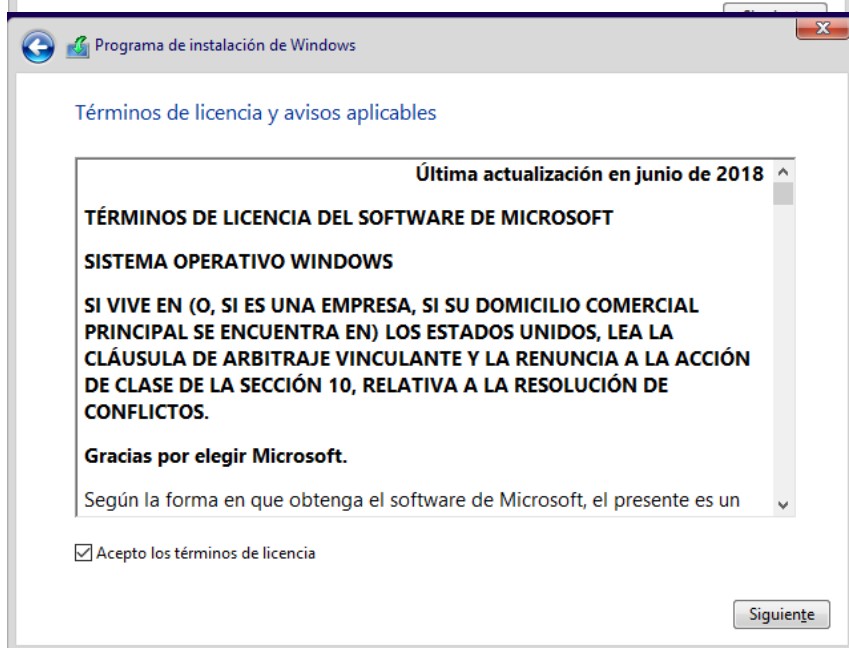 Programa de instalación de Windows
Términos de licencia y avisos aplicables
Última actualización en junio de 2018
TÉRMINOS DE LICENCIA DEL SOFTWARE DE MICROSOFT
SISTEMA OPERATIVO WINDOWS
SI VIVE EN (O, SI ES UNA EMPRESA, SI SU DOMICILIO COMERCIAL
PRINCIPAL SE ENCUENTRA EN) LOS ESTADOS UNIDOS, LEA LA
CLÁUSULA DE ARBITRAJE VINCULANTE Y LA RENUNCIA A LA ACCIÓN
DE CLASE DE LA SECCIÓN 10, RELATIVA A LA RESOLUCIÓN DE
CONFLICTOS.
Gracias por elegir Microsoft.
Según la forma en que obtenga el software de Microsoft, el presente es un
Acepto los términos de licencia
Siguiente